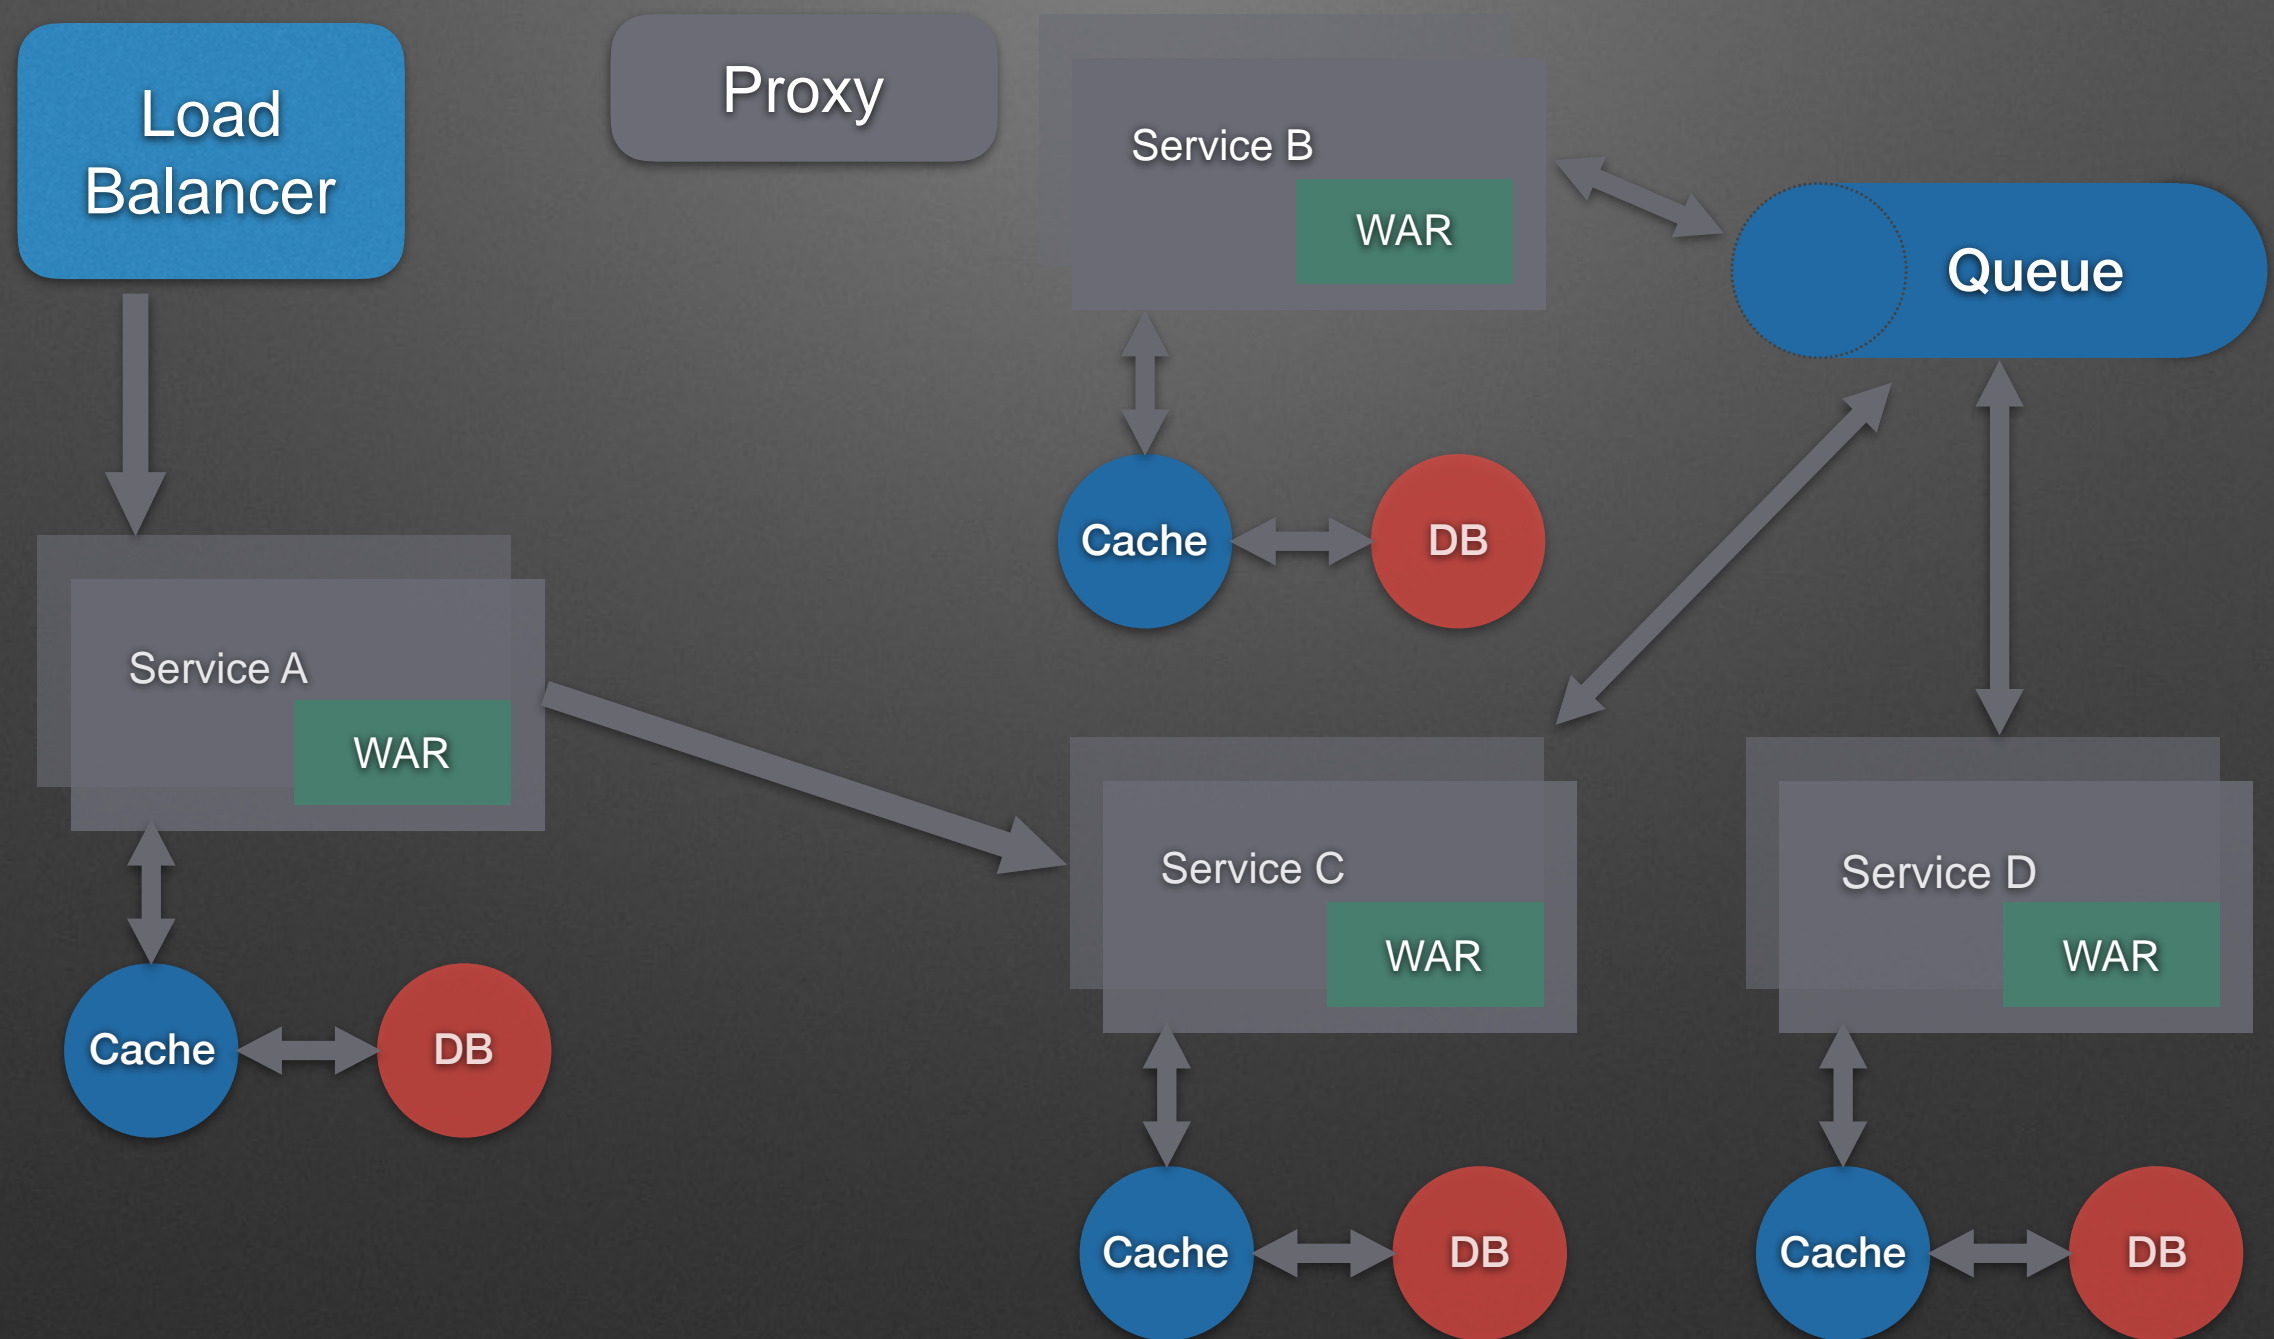 Load
Balancer
Proxy
Service B
WAR
Queue
Cache
DB
Service A
WAR
Cache
DB
Service C
WAR
Cache
DB
Service D
WAR
Cache
DB